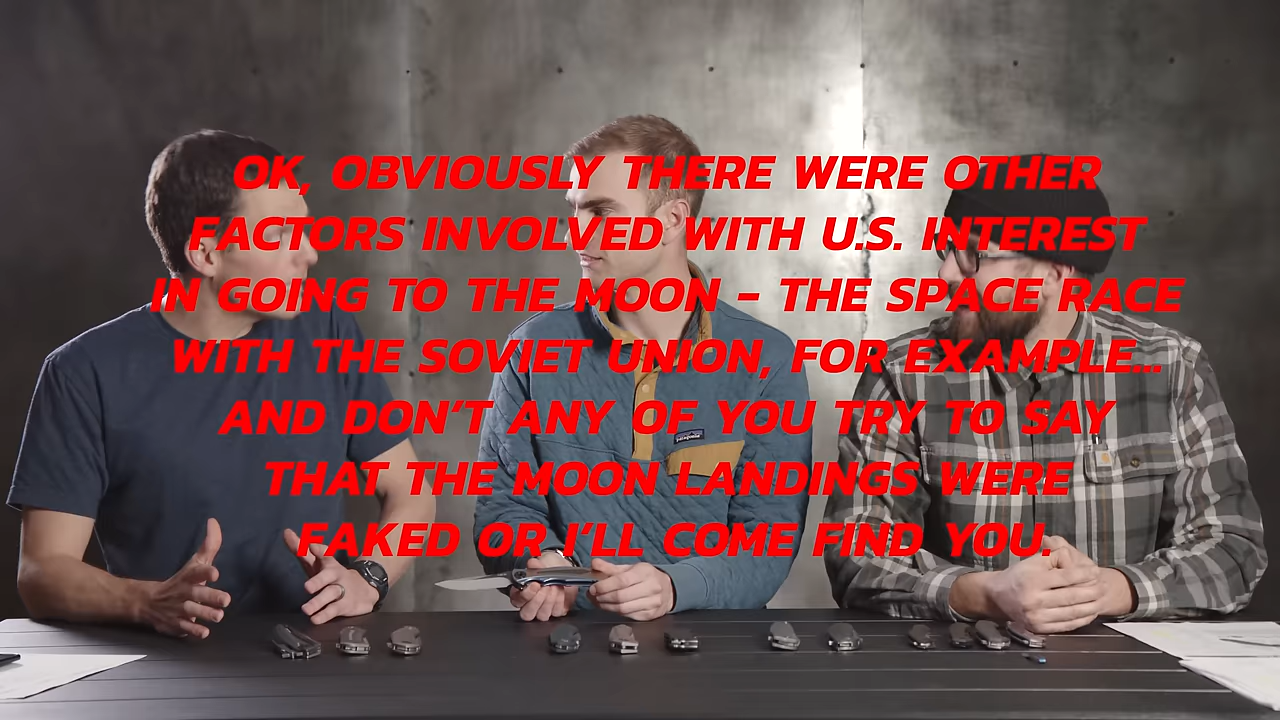 OK, OBVIOUSLY THERE WERE OTHER
FACTORS INVOLVED WITH U.S. INTEREST
IN GOING TO THE MOON - THE SPACE RACE
WITH THE SOVIET UNION, FOR EXAMPLE...
AND DON'T ANY OF YOU TRY TO SAY
THAT THE MOON LANDINGS WERE
FAKED OR I'LL COME FIND YOU.
patagonia